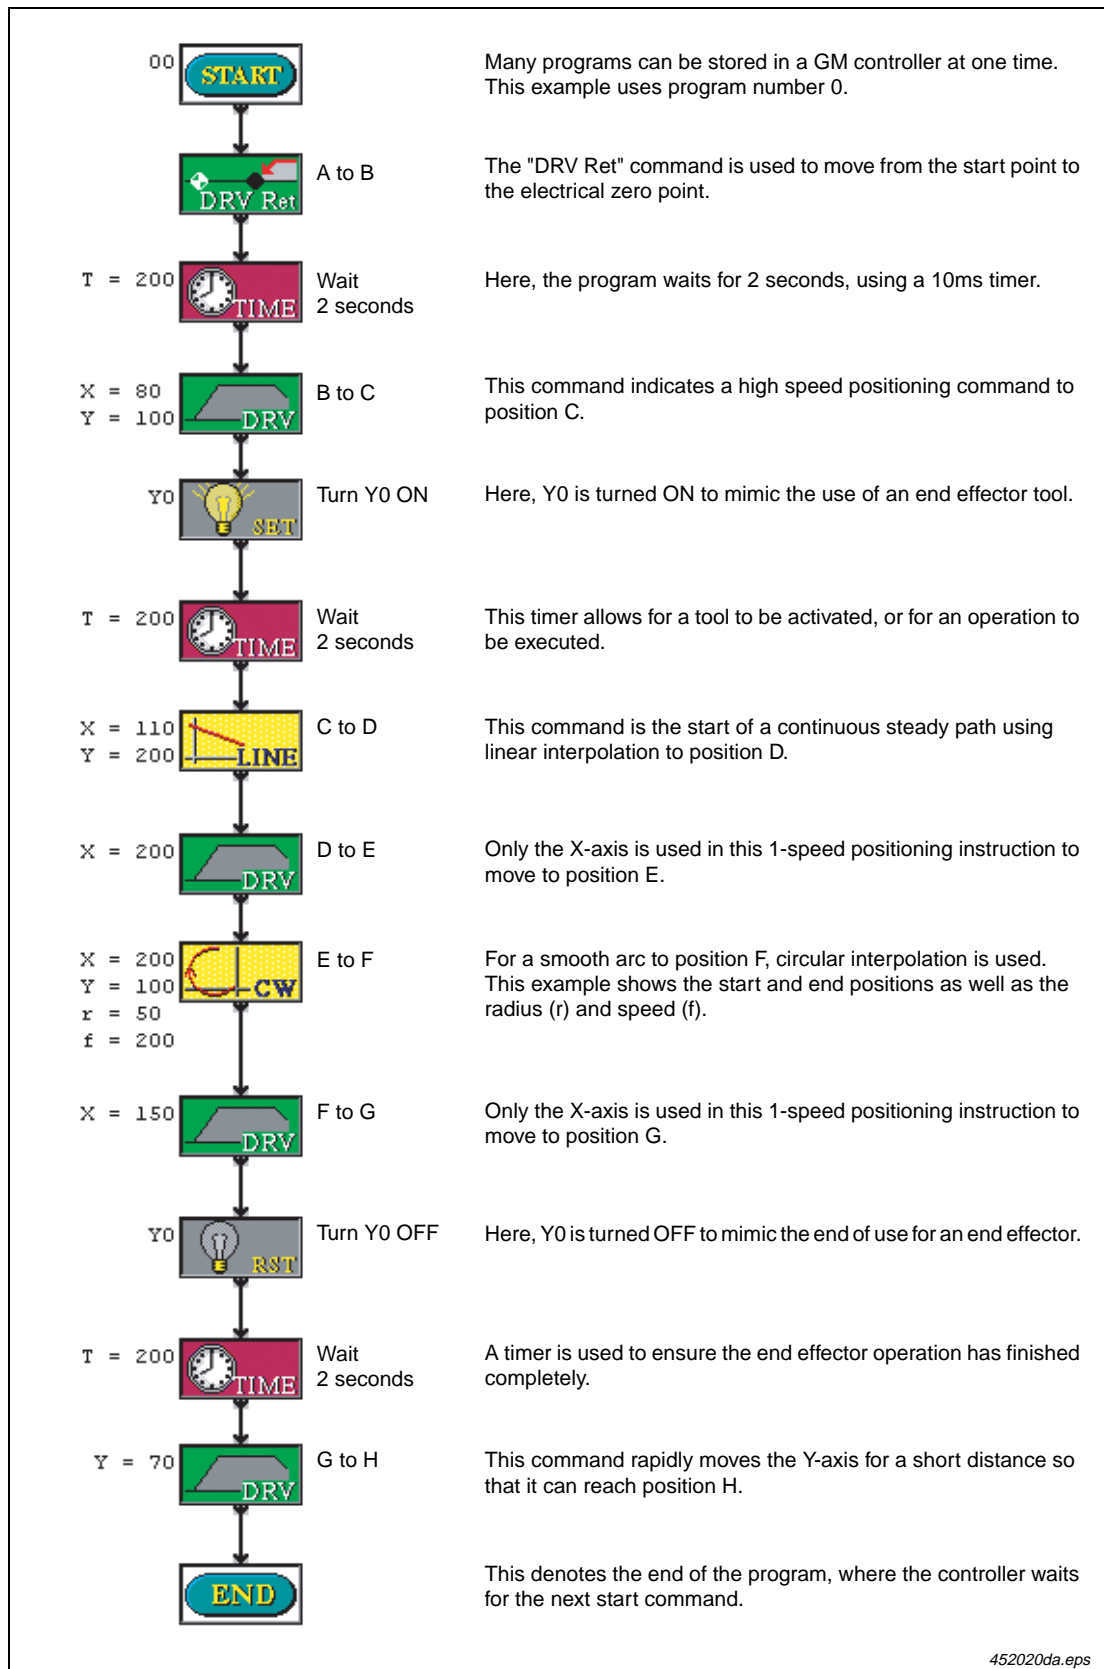 00
START
Many programs can be stored in a GM controller at one time.
This example uses program number 0.
DRV Ret
A to B
The "DRV Ret" command is used to move from the start point to
the electrical zero point.
T = 200
TIME
Wait
2 seconds
Here, the program waits for 2 seconds, using a 10ms timer.
X = 80
Y = 100
DRV
B to C
This command indicates a high speed positioning command to
position C.
Y0
SET
Turn Y0 ON
Here, Y0 is turned ON to mimic the use of an end effector tool.
T = 200
TIME
Wait
2 seconds
This timer allows for a tool to be activated, or for an operation to
be executed.
X = 110
Y = 200
LINE
C to D
This command is the start of a continuous steady path using
linear interpolation to position D.
X = 200
DRV
D to E
Only the X-axis is used in this 1-speed positioning instruction to
move to position E.
X = 200
Y = 100
r = 50
f = 200
CW
E to F
For a smooth arc to position F, circular interpolation is used.
This example shows the start and end positions as well as the
radius (r) and speed (f).
X = 150
DRV
F to G
Only the X-axis is used in this 1-speed positioning instruction to
move to position G.
Y0
RST
Turn Y0 OFF
Here, Y0 is turned OFF to mimic the end of use for an end effector.
T = 200
TIME
Wait
2 seconds
A timer is used to ensure the end effector operation has finished
completely.
Y = 70
DRV
G to H
This command rapidly moves the Y-axis for a short distance so
that it can reach position H.
END
This denotes the end of the program, where the controller waits
for the next start command.
452020da.eps